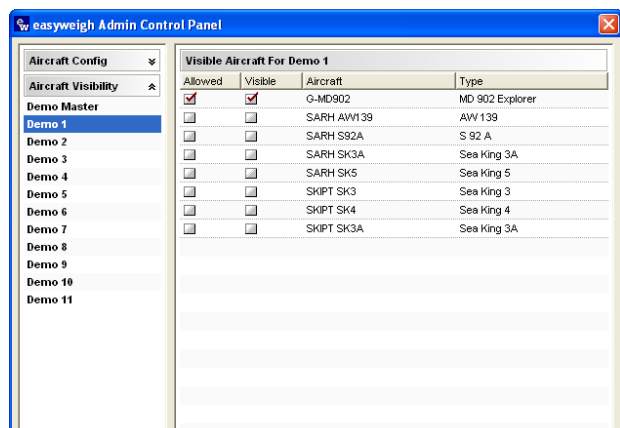 easyweigh Admin Control Panel
Aircraft Config
Aircraft Visibility
Demo Master
Demo 1
Demo 2
Demo 3
Demo 4
Demo 5
Demo 6
Demo 7
Demo 8
Demo 9
Demo 10
Demo 11
Visible Aircraft For Demo 1
Allowed Visible Aircraft Type
G-MD902 MD 902 Explorer
SARH AW139 AW 139
SARH S92A S 92 A
SARH SK3A Sea King 3A
SARH SK5 Sea King 5
SKIPT SK3 Sea King 3
SKIPT SK4 Sea King 4
SKIPT SK3A Sea King 3A